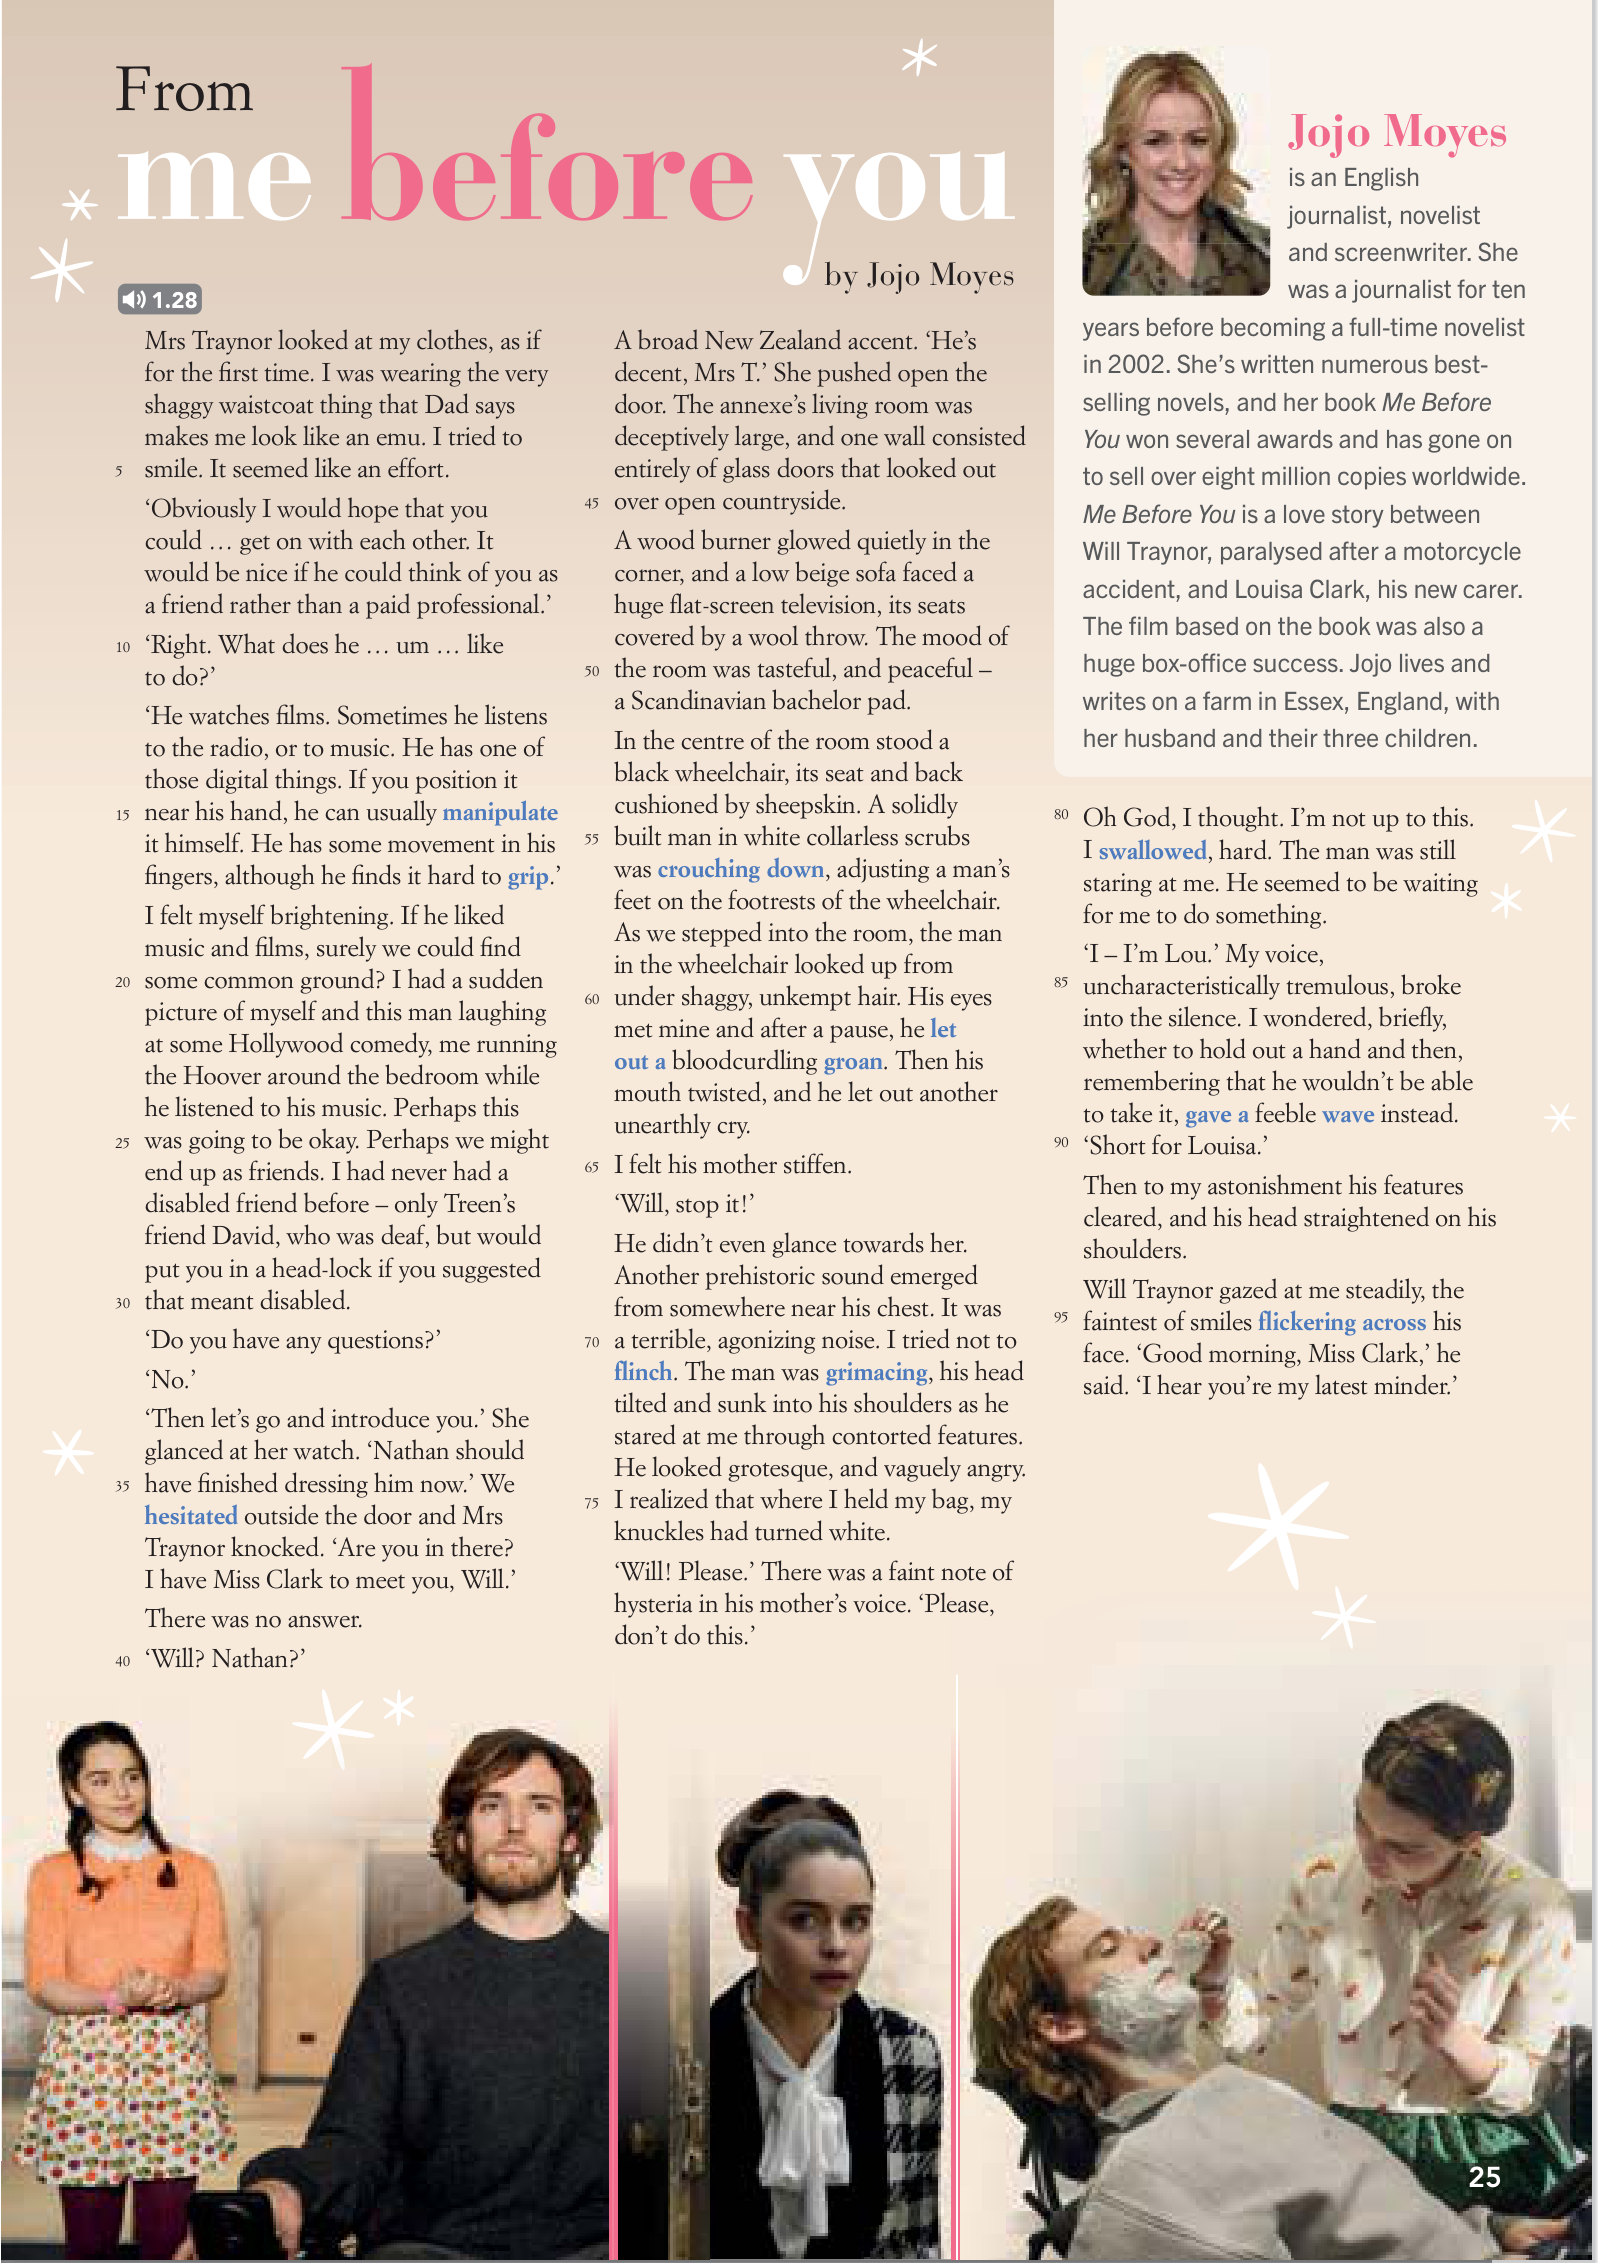 From
me before you
by Jojo Moyes
1.28
Mrs Traynor looked at my clothes, as if
for the first time. I was wearing the very
shaggy waistcoat thing that Dad says
makes me look like an emu. I tried to
5 smile. It seemed like an effort.
‘Obviously I would hope that you
could … get on with each other. It
would be nice if he could think of you as
a friend rather than a paid professional.’
10 ‘Right. What does he … um … like
to do?’
‘He watches films. Sometimes he listens
to the radio, or to music. He has one of
those digital things. If you position it
15 near his hand, he can usually manipulate
it himself. He has some movement in his
fingers, although he finds it hard to grip.’
I felt myself brightening. If he liked
music and films, surely we could find
20 some common ground? I had a sudden
picture of myself and this man laughing
at some Hollywood comedy, me running
the Hoover around the bedroom while
he listened to his music. Perhaps this
25 was going to be okay. Perhaps we might
end up as friends. I had never had a
disabled friend before – only Treen’s
friend David, who was deaf, but would
put you in a head-lock if you suggested
30 that meant disabled.
‘Do you have any questions?’
‘No.’
‘Then let’s go and introduce you.’ She
glanced at her watch. ‘Nathan should
35 have finished dressing him now.’ We
hesitated outside the door and Mrs
Traynor knocked. ‘Are you in there?
I have Miss Clark to meet you, Will.’
There was no answer.
40 ‘Will? Nathan?’
A broad New Zealand accent. ‘He’s
decent, Mrs T.’ She pushed open the
door. The annexe’s living room was
deceptively large, and one wall consisted
entirely of glass doors that looked out
45 over open countryside.
A wood burner glowed quietly in the
corner, and a low beige sofa faced a
huge flat-screen television, its seats
covered by a wool throw. The mood of
50 the room was tasteful, and peaceful –
a Scandinavian bachelor pad.
In the centre of the room stood a
black wheelchair, its seat and back
cushioned by sheepskin. A solidly
55 built man in white collarless scrubs
was crouching down, adjusting a man’s
feet on the footrests of the wheelchair.
As we stepped into the room, the man
in the wheelchair looked up from
60 under shaggy, unkempt hair. His eyes
met mine and after a pause, he let
out a bloodcurdling groan. Then his
mouth twisted, and he let out another
unearthly cry.
65 I felt his mother stiffen.
‘Will, stop it!’
He didn’t even glance towards her.
Another prehistoric sound emerged
from somewhere near his chest. It was
70 a terrible, agonizing noise. I tried not to
flinch. The man was grimacing, his head
tilted and sunk into his shoulders as he
stared at me through contorted features.
He looked grotesque, and vaguely angry.
75 I realized that where I held my bag, my
knuckles had turned white.
‘Will! Please.’ There was a faint note of
hysteria in his mother’s voice. ‘Please,
don’t do this.’
Jojo Moyes
is an English
journalist, novelist
and screenwriter. She
was a journalist for ten
years before becoming a full-time novelist
in 2002. She’s written numerous best-
selling novels, and her book Me Before
You won several awards and has gone on
to sell over eight million copies worldwide.
Me Before You is a love story between
Will Traynor, paralysed after a motorcycle
accident, and Louisa Clark, his new carer.
The film based on the book was also a
huge box-office success. Jojo lives and
writes on a farm in Essex, England, with
her husband and their three children.
80 Oh God, I thought. I’m not up to this.
I swallowed, hard. The man was still
staring at me. He seemed to be waiting
for me to do something.
‘I – I’m Lou.’ My voice,
85 uncharacteristically tremulous, broke
into the silence. I wondered, briefly,
whether to hold out a hand and then,
remembering that he wouldn’t be able
to take it, gave a feeble wave instead.
90 ‘Short for Louisa.’
Then to my astonishment his features
cleared, and his head straightened on his
shoulders.
Will Traynor gazed at me steadily, the
95 faintest of smiles flickering across his
face. ‘Good morning, Miss Clark,’ he
said. ‘I hear you’re my latest minder.’
25